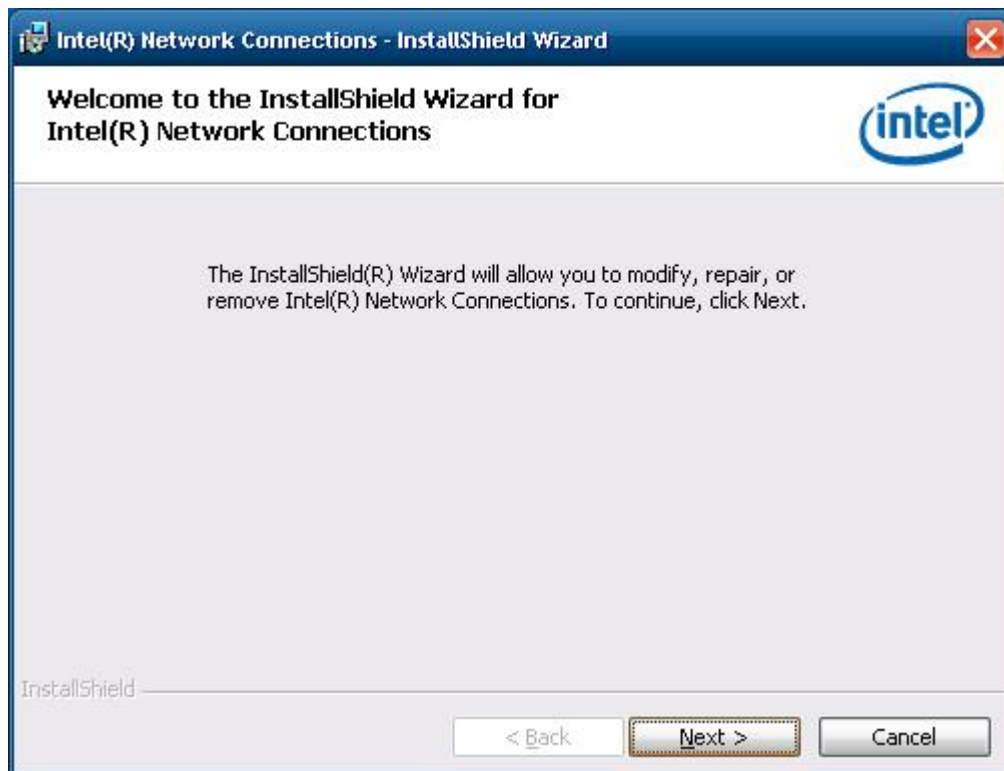 Intel(R) Network Connections - InstallShield Wizard
Welcome to the InstallShield Wizard for
Intel(R) Network Connections
intel
The InstallShield(R) Wizard will allow you to modify, repair, or
remove Intel(R) Network Connections. To continue, click Next.
InstallShield
< Back
Next >
Cancel